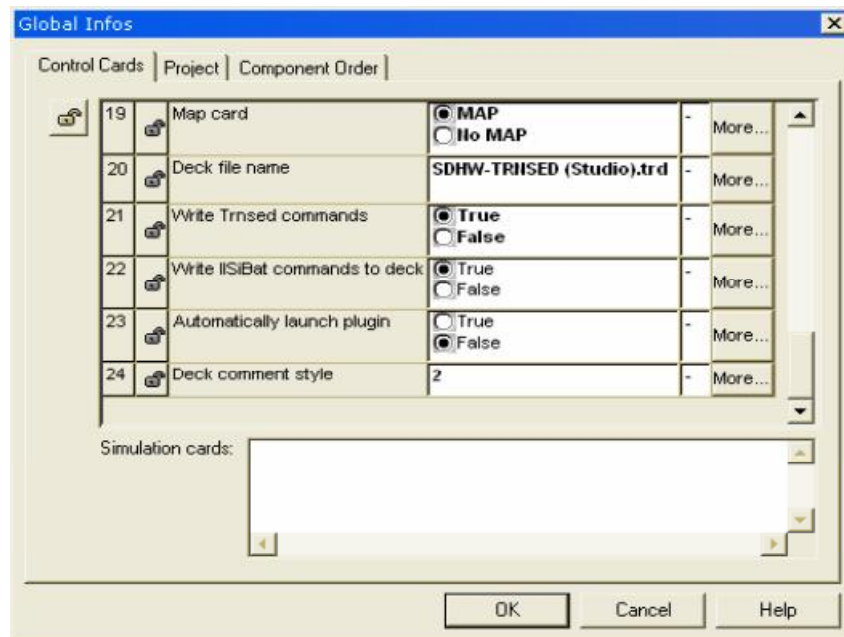 Global Infos
Control Cards Project Component Order
19 Map card MAP - More...
No MAP
20 Deck file name SDHW-TRNSED (Studio).trd - More...
21 Write Trnsed commands True - More...
False
22 Write IISiBat commands to deck True - More...
False
23 Automatically launch plugin True - More...
False
24 Deck comment style 2 - More...
Simulation cards:
OK Cancel Help